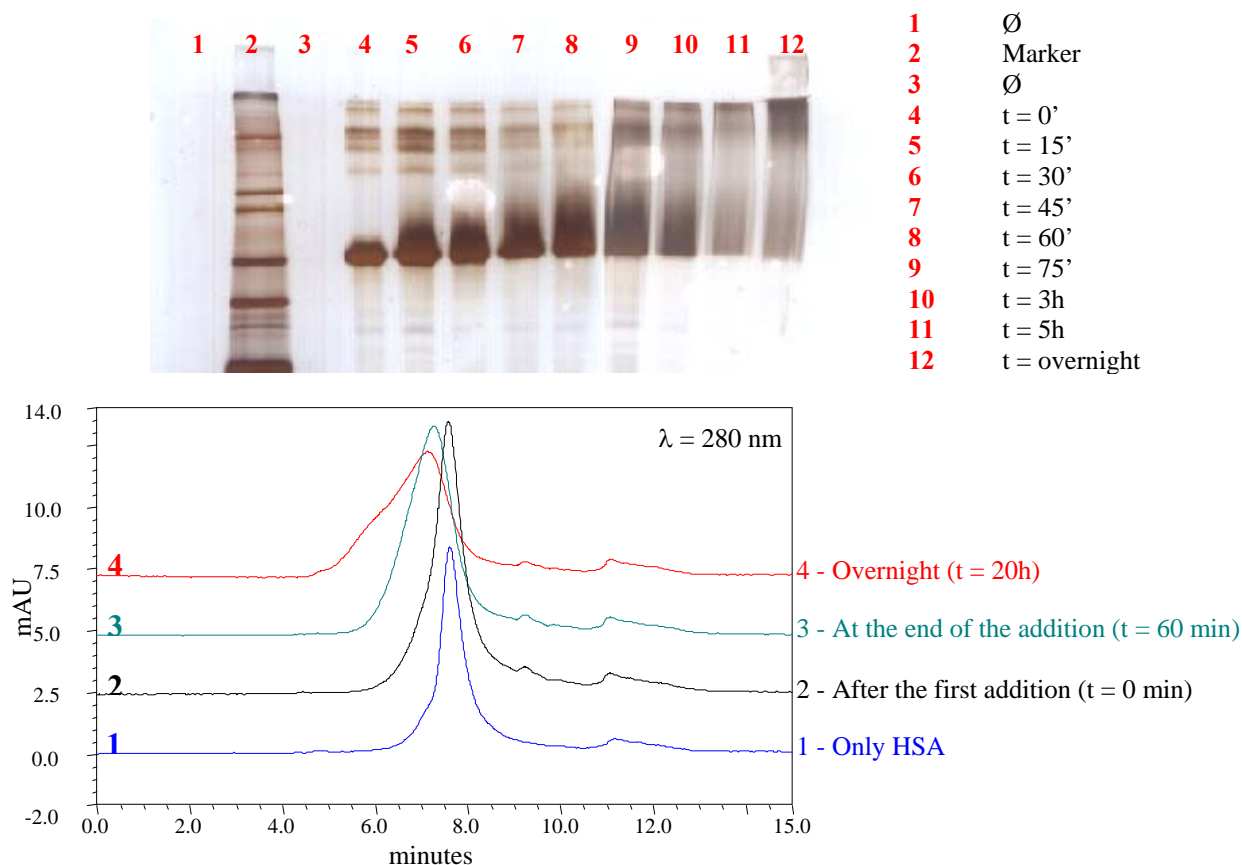 1 2 3 4 5 6 7 8 9 10 11 12
1 Ø
2 Marker
3 Ø
4 t = 0’
5 t = 15’
6 t = 30’
7 t = 45’
8 t = 60’
9 t = 75’
10 t = 3h
11 t = 5h
12 t = overnight
14.0
λ = 280 nm
10.0
7.5
4 4 - Overnight (t = 20h)
mAU
5.0
3 3 - At the end of the addition (t = 60 min)
2.5
2 2 - After the first addition (t = 0 min)
0.0
1 1 - Only HSA
-2.0
0.0 2.0 4.0 6.0 8.0 10.0 12.0 15.0
minutes